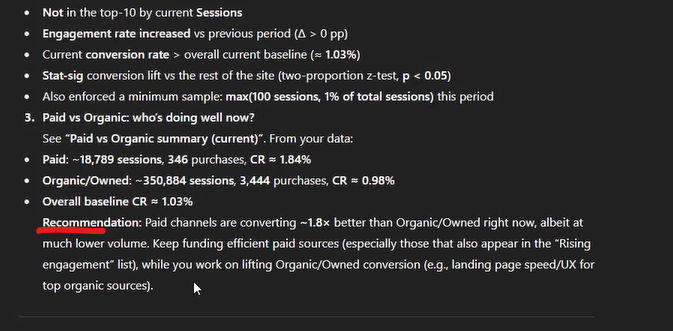 • Not in the top-10 by current Sessions
• Engagement rate increased vs previous period (Δ > 0 pp)
• Current conversion rate > overall current baseline (≈ 1.03%)
• Stat-sig conversion lift vs the rest of the site (two-proportion z-test, p < 0.05)
• Also enforced a minimum sample: max(100 sessions, 1% of total sessions) this period
3. Paid vs Organic: who's doing well now?
See "Paid vs Organic summary (current)". From your data:
• Paid: ~18,789 sessions, 346 purchases, CR ≈ 1.84%
• Organic/Owned: ~350,884 sessions, 3,444 purchases, CR ≈ 0.98%
• Overall baseline CR ≈ 1.03%
Recommendation: Paid channels are converting ~1.8× better than Organic/Owned right now, albeit at
much lower volume. Keep funding efficient paid sources (especially those that also appear in the "Rising
engagement" list), while you work on lifting Organic/Owned conversion (e.g., landing page speed/UX for
top organic sources).